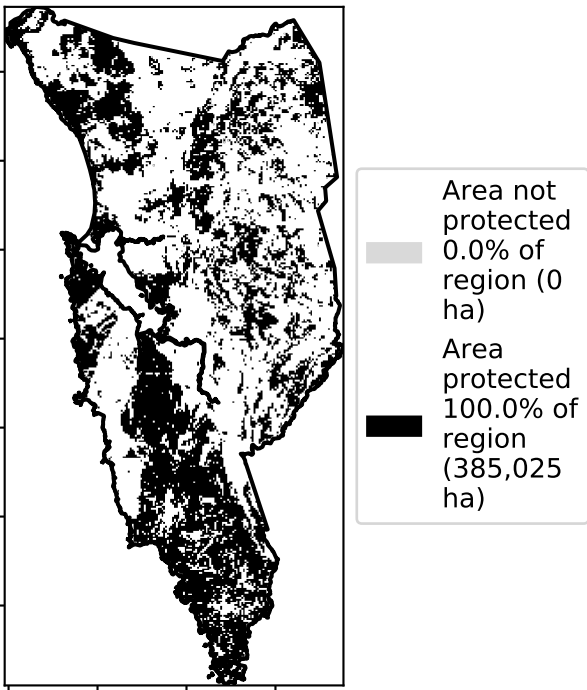 Area not
protected
0.0% of
region (0
ha)
Area
protected
100.0% of
region
(385,025
ha)